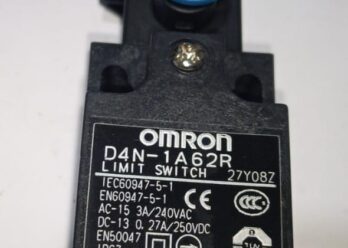 OMRON
D4N-1A62R
LIMIT SWITCH 27Y08Z
IEC60947-5-1
EN60947-5-1
AC-15 3A/240VAC
DC-13 0.27A/250VDC
EN50047